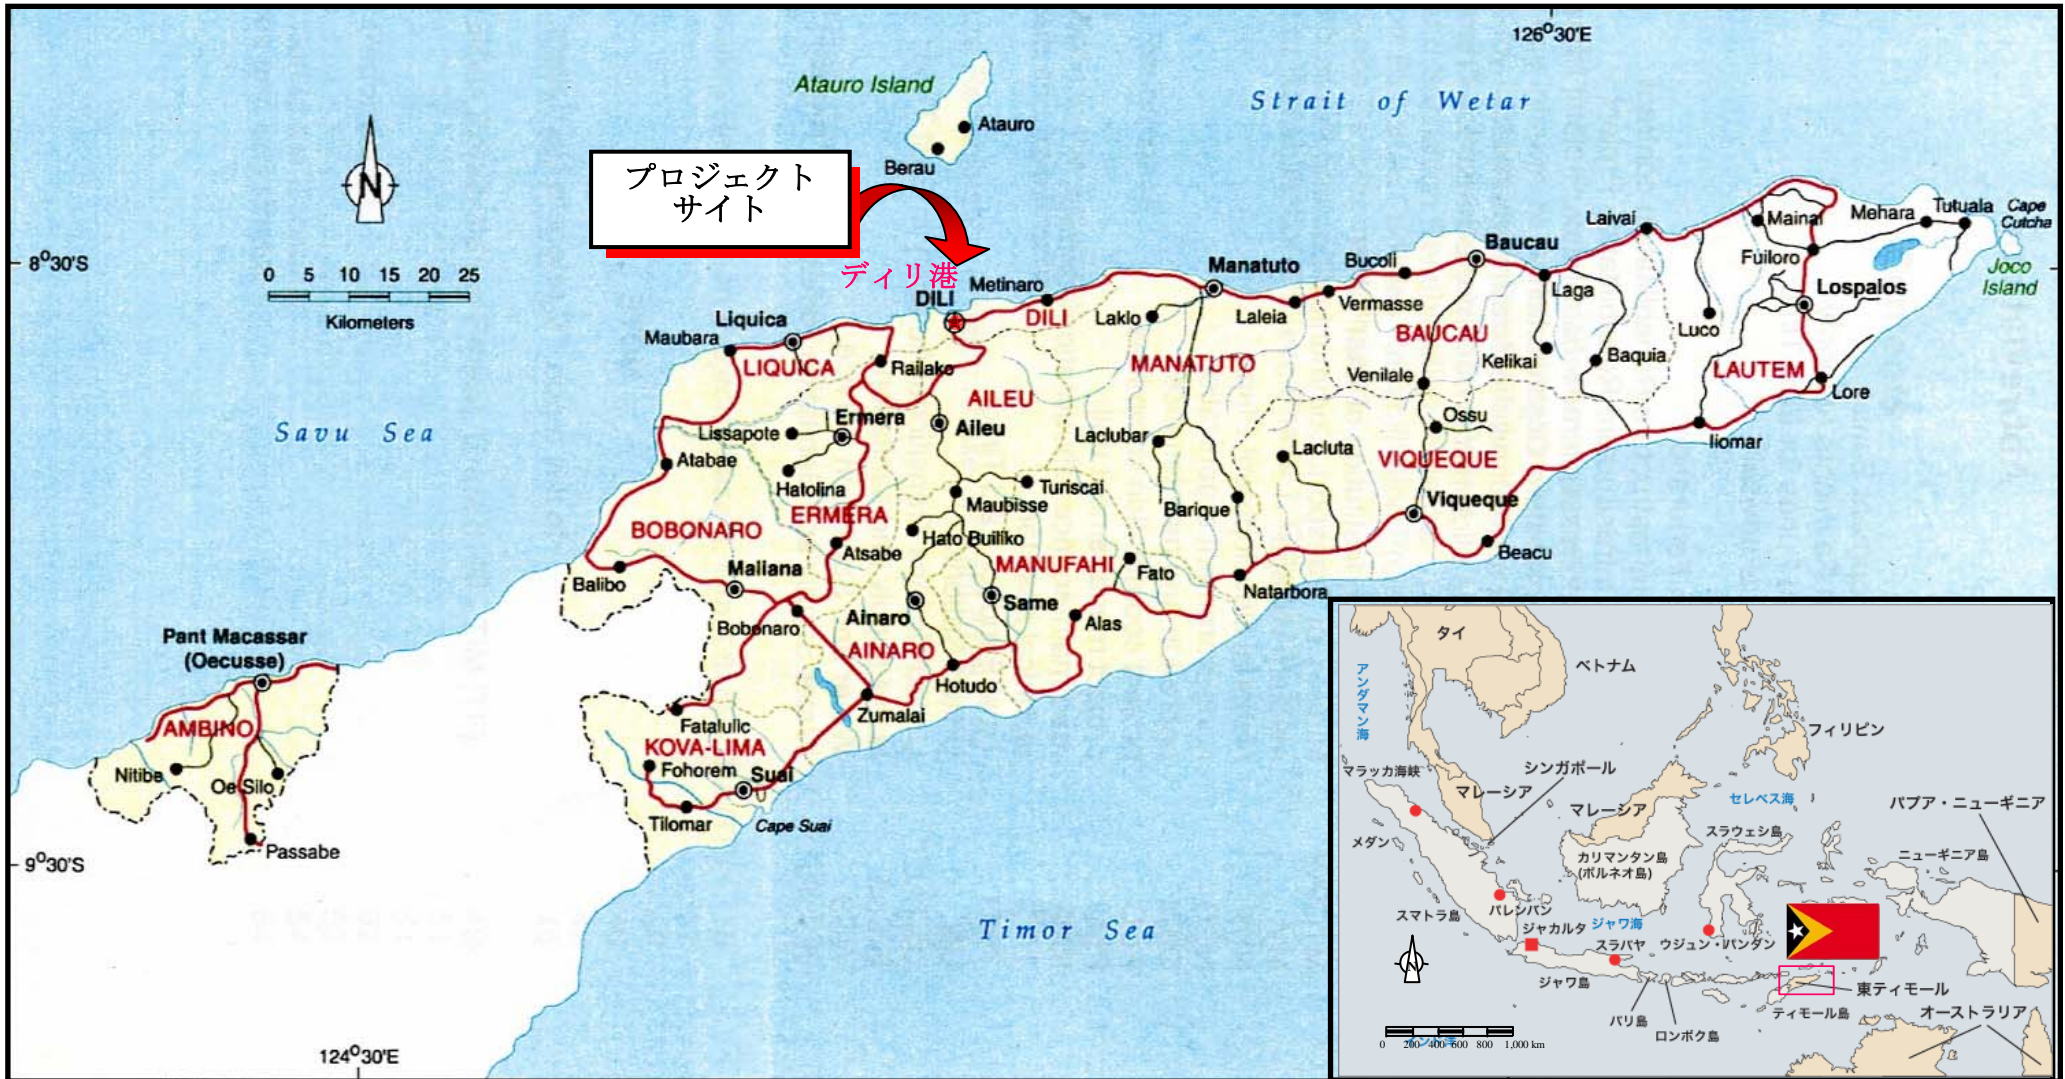 126°30'E
Atauro Island
Strait of Wetar
Atauro
Berau
プロジェクト
サイト
N
8°30'S
0 5 10 15 20 25
Kilometers
ディリ港
DILI
Metinaro
Manatuto
Bucoli
Baucau
Laivai
Mainai
Mehara
Tutuala
Cape
Cutcha
Fuiloro
Joco
Island
Lospalos
Laga
Vermasse
Laleia
Laklo
DILI
Liquica
Maubara
LIQUICA
Railako
MANATUTO
BAUCAU
Kelikai
Baquia
Luco
LAUTEM
Lore
Venilale
AILEU
Ermera
Aileu
Ossu
Iliomar
Savu Sea
Lissapote
Laclubar
Lacluta
VIQUEQUE
Atabae
Hatolina
Turiscai
Maubisse
Barique
Viqueque
ERMERA
BOBONARO
Hato Builiko
Atsabe
MANUFAHI
Fato
Beacu
Maliana
Balibo
Natarbora
Ainaro
Same
Alas
Bobonaro
AINARO
Pant Macassar
(Oecusse)
Hotudo
Zumalai
Fatalulic
AMBINO
KOVA-LIMA
Fohorem
Suai
Nitibe
Oe Silo
Tilomar
Cape Suai
Passabe
9°30'S
Timor Sea
124°30'E
タイ
ベトナム
アンダマン海
フィリピン
マラッカ海峡
シンガポール
マレーシア
マレーシア
セレベス海
パプア・ニューギニア
メダン
スラウェシ島
カリマンタン島
(ボルネオ島)
ニューギニア島
スマトラ島
パレンバン
ジャカルタ
ジャワ海
スラバヤ
ウジュン・パンダン
N
ジャワ島
東ティモール
ティモール島
オーストラリア
バリ島
ロンボク島
インド洋
0 200 400 600 800 1,000 km